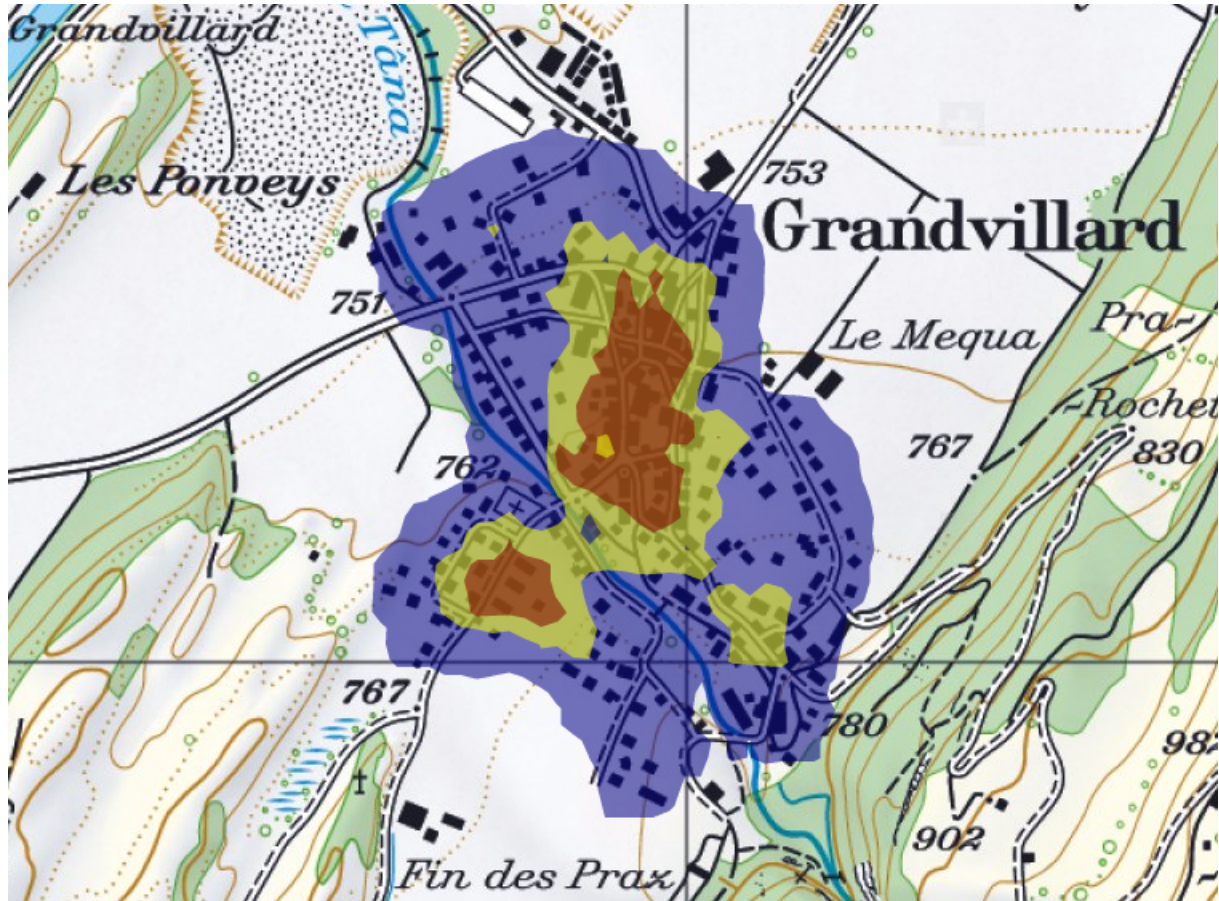 Grandvillard
Tâna
Les Ponveys
753
Grandvillard
751
Le Mequa
Pra-
-Rochet
767
830
762
767
780
982
902
Fin des Prax